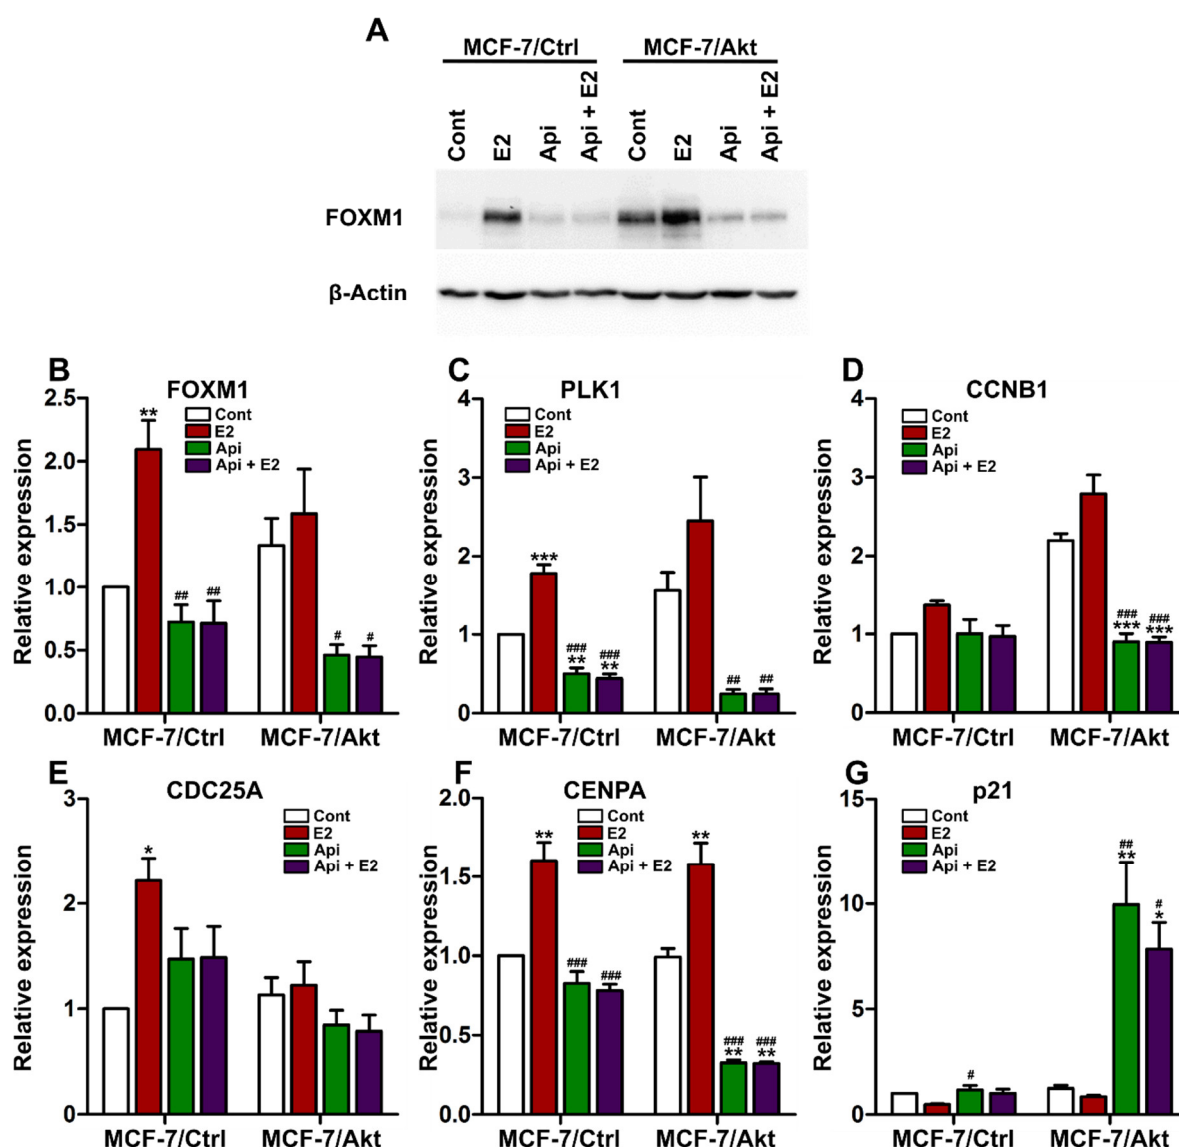 A
MCF-7/Ctrl MCF-7/Akt
Cont E2 Api Api + E2 Cont E2 Api Api + E2
FOXM1
β-Actin
B
FOXM1
Relative expression
2.5
2.0
1.5
1.0
0.5
0.0
Cont
E2
Api
Api + E2
**
##
##
#
#
MCF-7/Ctrl MCF-7/Akt
C
PLK1
Relative expression
4
3
2
1
0
Cont
E2
Api
Api + E2
***
###
**
###
**
##
##
MCF-7/Ctrl MCF-7/Akt
D
CCNB1
Relative expression
4
3
2
1
0
Cont
E2
Api
Api + E2
###
***
###
***
MCF-7/Ctrl MCF-7/Akt
E
CDC25A
Relative expression
3
2
1
0
Cont
E2
Api
Api + E2
*
MCF-7/Ctrl MCF-7/Akt
F
CENPA
Relative expression
2.0
1.5
1.0
0.5
0.0
Cont
E2
Api
Api + E2
**
###
###
**
###
**
###
**
MCF-7/Ctrl MCF-7/Akt
G
p21
Relative expression
15
10
5
0
Cont
E2
Api
Api + E2
#
##
**
#
*
MCF-7/Ctrl MCF-7/Akt